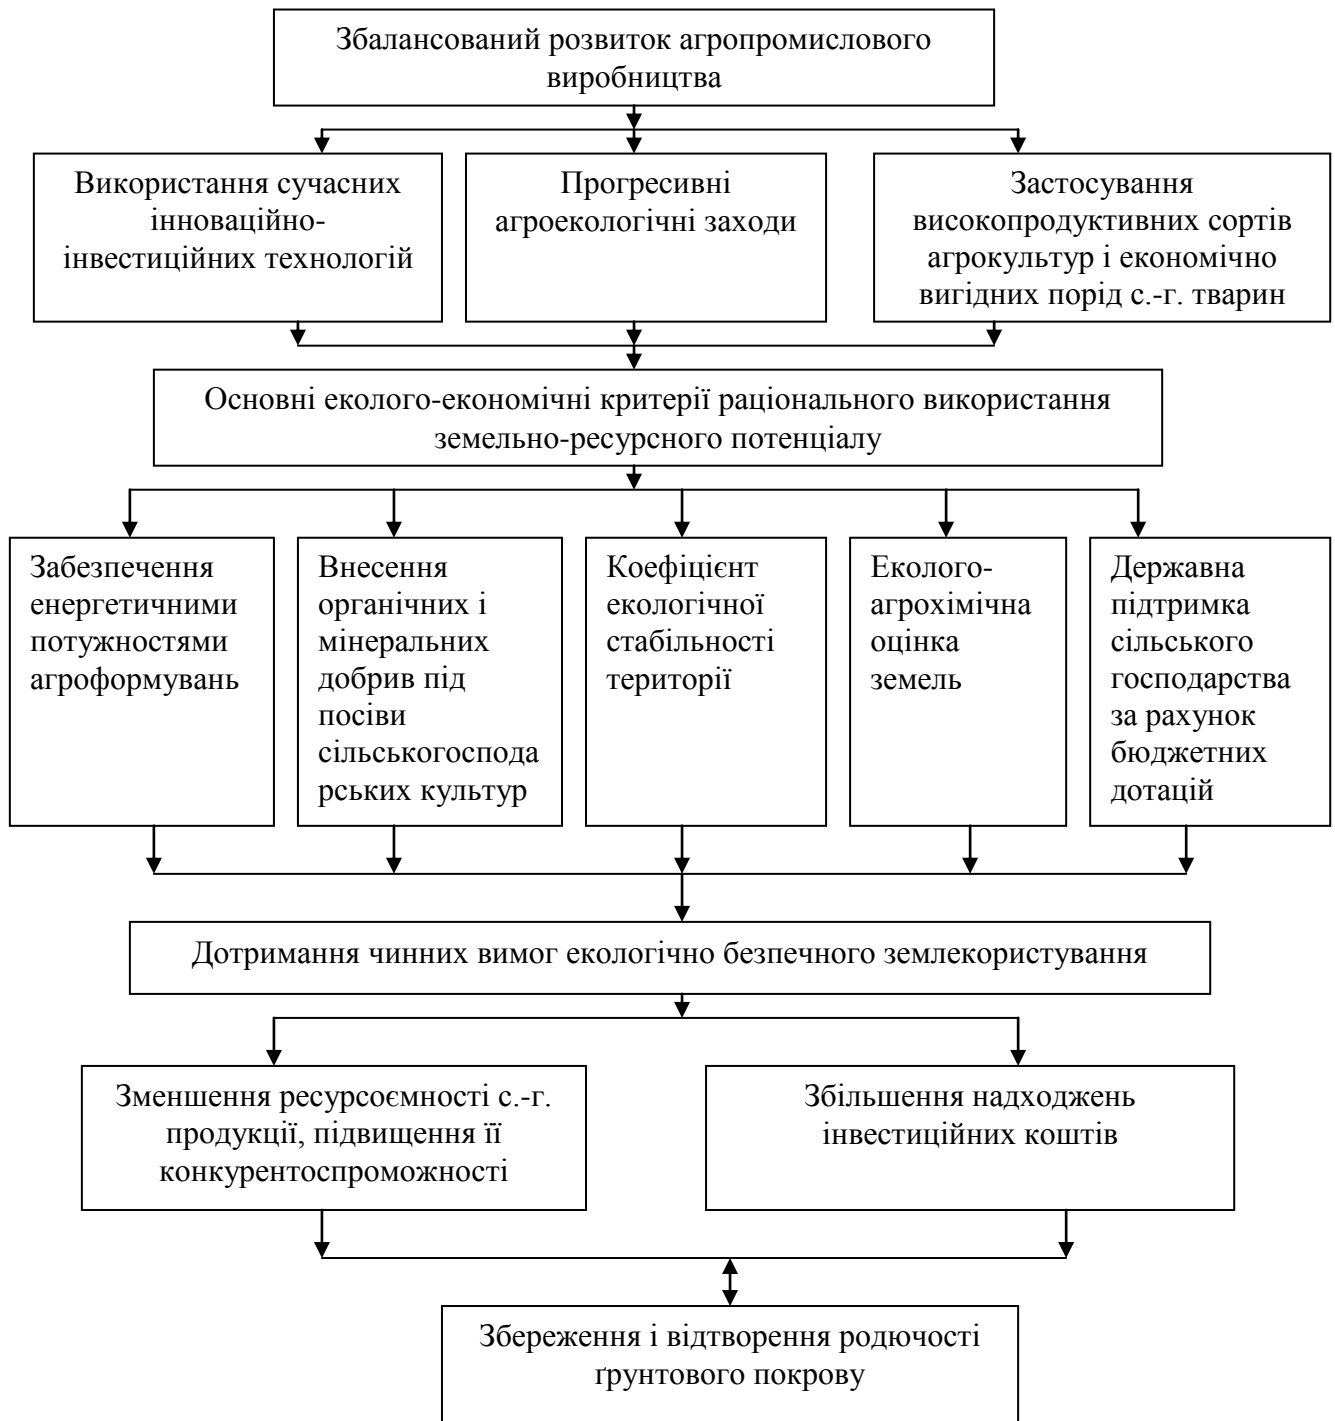 Збалансований розвиток агропромислового
виробництва
Використання сучасних
інноваційно-
інвестиційних технологій
Прогресивні
агроекологічні заходи
Застосування
високопродуктивних сортів
агрокультур і економічно
вигідних порід с.-г. тварин
Основні еколого-економічні критерії раціонального використання
земельно-ресурсного потенціалу
Забезпечення
енергетичними
потужностями
агроформувань
Внесення
органічних і
мінеральних
добрив під
посіви
сільськогоспода
рських культур
Коефіцієнт
екологічної
стабільності
території
Еколого-
агрохімічна
оцінка
земель
Державна
підтримка
сільського
господарства
за рахунок
бюджетних
дотацій
Дотримання чинних вимог екологічно безпечного землекористування
Зменшення ресурсоємності с.-г.
продукції, підвищення її
конкурентоспроможності
Збільшення надходжень
інвестиційних коштів
Збереження і відтворення родючості
ґрунтового покрову